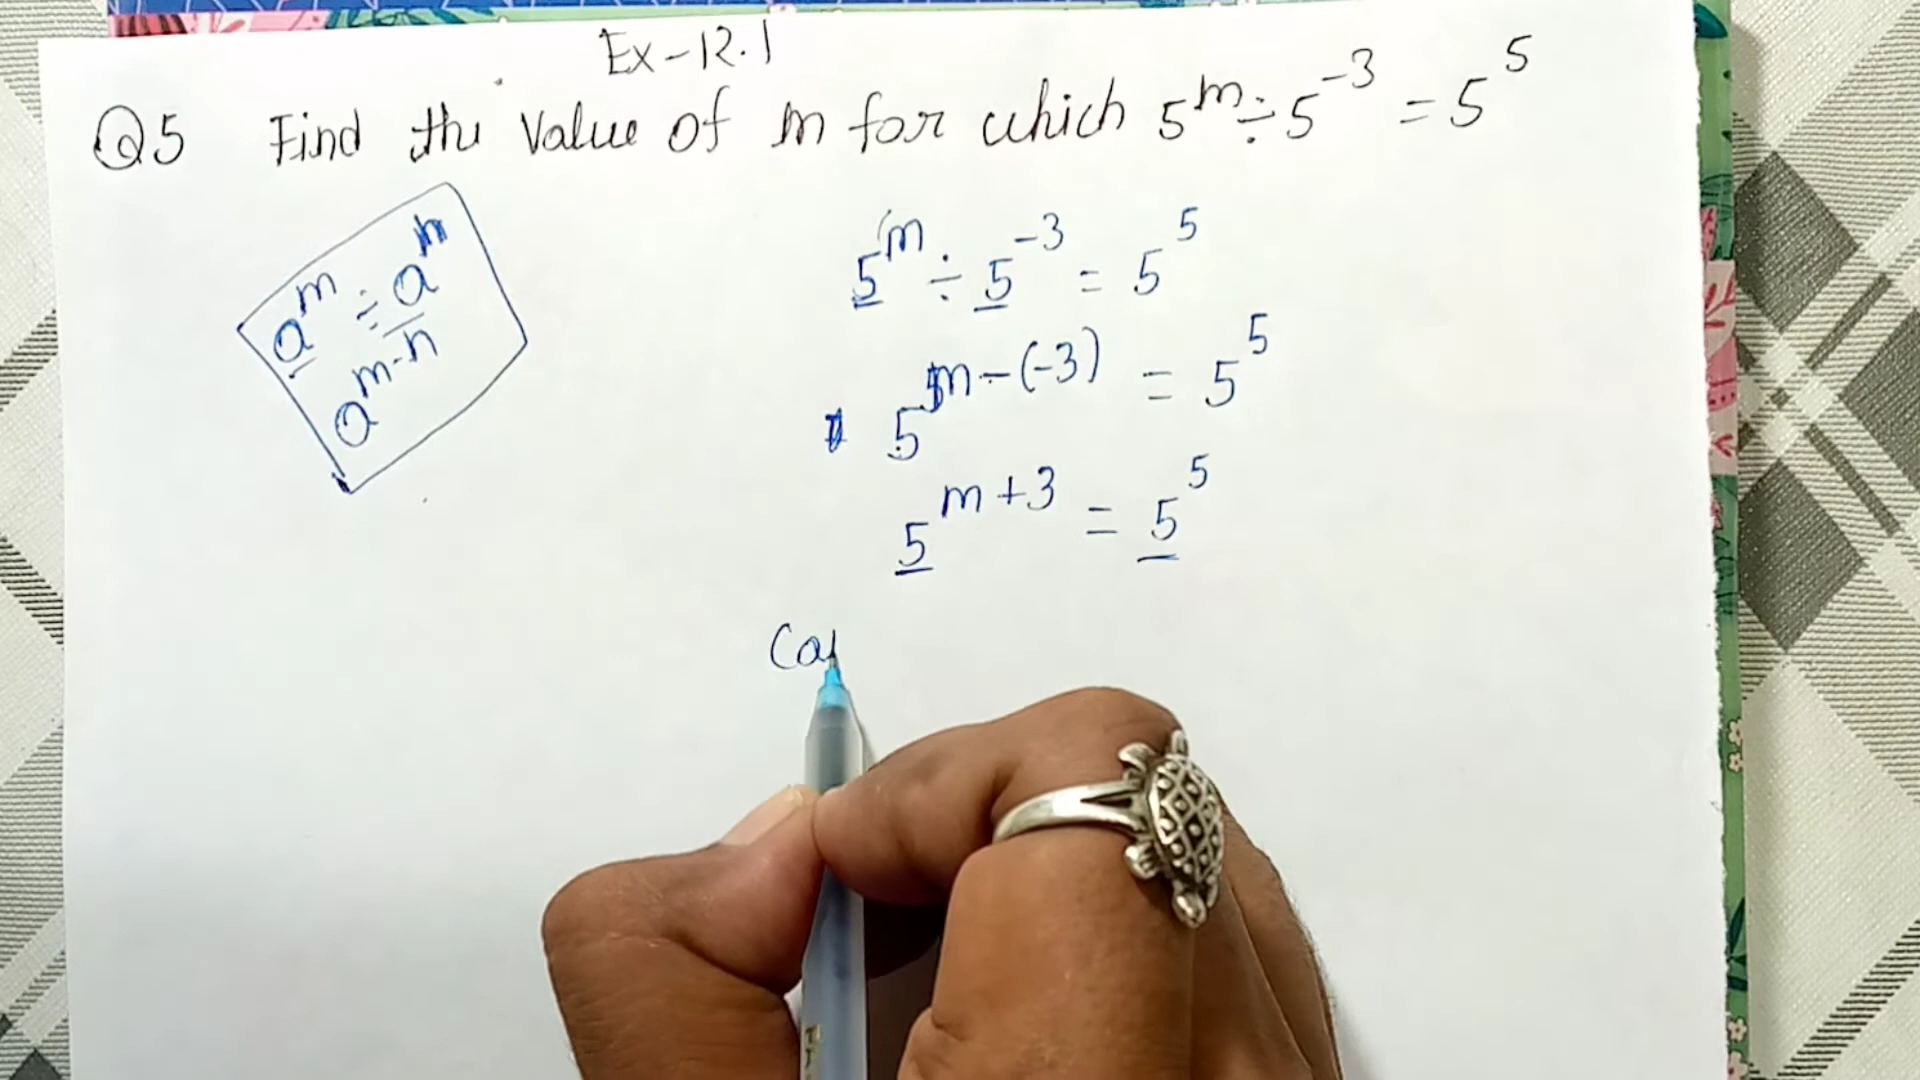 Ex-12.1
Q5 Find the Value of m for which 5^m ÷ 5^-3 = 5^5
a^m ÷ a^n
a^m-n
5^m ÷ 5^-3 = 5^5
5^m-(-3) = 5^5
5^m+3 = 5^5